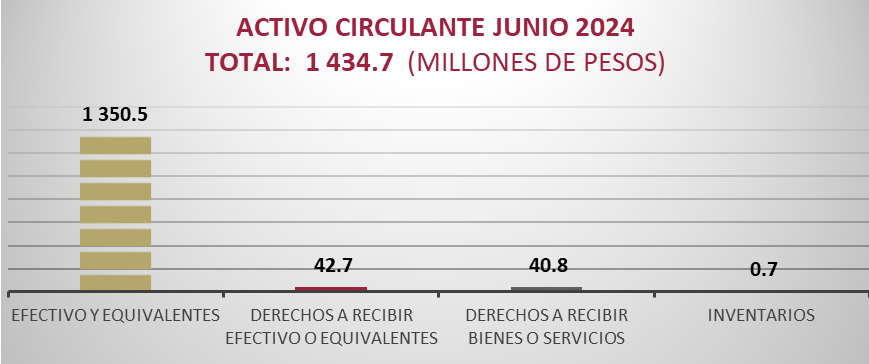 ACTIVO CIRCULANTE JUNIO 2024
TOTAL: 1 434.7 (MILLONES DE PESOS)
1 350.5
42.7
40.8
0.7
EFECTIVO Y EQUIVALENTES
DERECHOS A RECIBIR
EFECTIVO O EQUIVALENTES
DERECHOS A RECIBIR
BIENES O SERVICIOS
INVENTARIOS